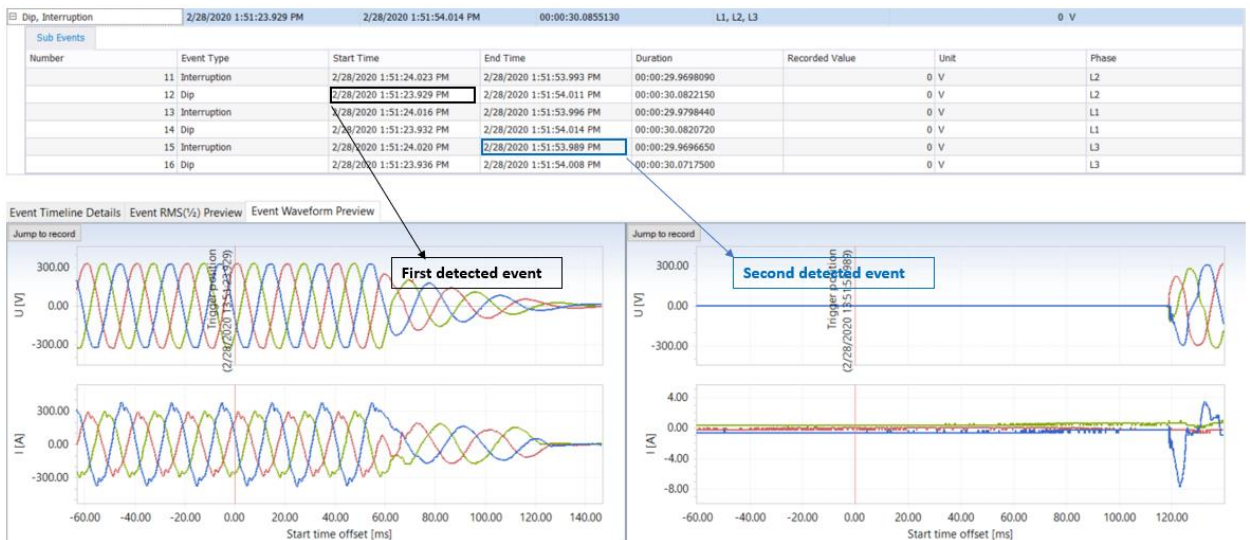 Dip, Interruption 2/28/2020 1:51:23.929 PM 2/28/2020 1:51:54.014 PM 00:00:30.0855130 L1, L2, L3 0 V
Sub Events
Number Event Type Start Time End Time Duration Recorded Value Unit Phase
11 Interruption 2/28/2020 1:51:24.023 PM 2/28/2020 1:51:53.993 PM 00:00:29.9698090 0 V L2
12 Dip 2/28/2020 1:51:23.929 PM 2/28/2020 1:51:54.011 PM 00:00:30.0822150 0 V L2
13 Interruption 2/28/2020 1:51:24.016 PM 2/28/2020 1:51:53.996 PM 00:00:29.9798440 0 V L1
14 Dip 2/28/2020 1:51:23.932 PM 2/28/2020 1:51:54.014 PM 00:00:30.0820720 0 V L1
15 Interruption 2/28/2020 1:51:24.020 PM 2/28/2020 1:51:53.989 PM 00:00:29.9696650 0 V L3
16 Dip 2/28/2020 1:51:23.936 PM 2/28/2020 1:51:54.008 PM 00:00:30.0717500 0 V L3
Event Timeline Details Event RMS(½) Preview Event Waveform Preview
Jump to record
U [V]
300.00
0.00
-300.00
Trigger position
(2/28/2020 13:51:23.929)
First detected event
I [A]
300.00
0.00
-300.00
-60.00 -40.00 -20.00 0.00 20.00 40.00 60.00 80.00 100.00 120.00 140.00
Start time offset [ms]
Jump to record
U [V]
300.00
0.00
-300.00
Trigger position
(2/28/2020 13:51:53.989)
Second detected event
I [A]
4.00
0.00
-4.00
-8.00
-60.00 -40.00 -20.00 0.00 20.00 40.00 60.00 80.00 100.00 120.00
Start time offset [ms]